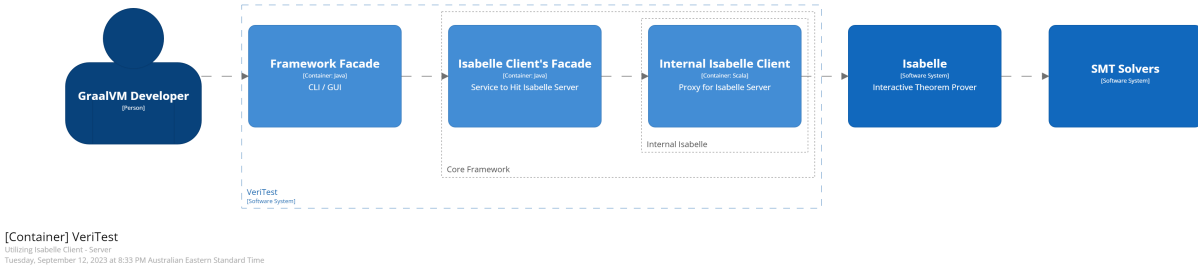 GraalVM Developer
[Person]
Framework Facade
[Container: Java]
CLI / GUI
Isabelle Client's Facade
[Container: Java]
Service to Hit Isabelle Server
Internal Isabelle Client
[Container: Scala]
Proxy for Isabelle Server
Isabelle
[Software System]
Interactive Theorem Prover
SMT Solvers
[Software System]
Internal Isabelle
Core Framework
VeriTest
[Software System]
[Container] VeriTest
Utilizing Isabelle Client - Server
Tuesday, September 12, 2023 at 8:33 PM Australian Eastern Standard Time